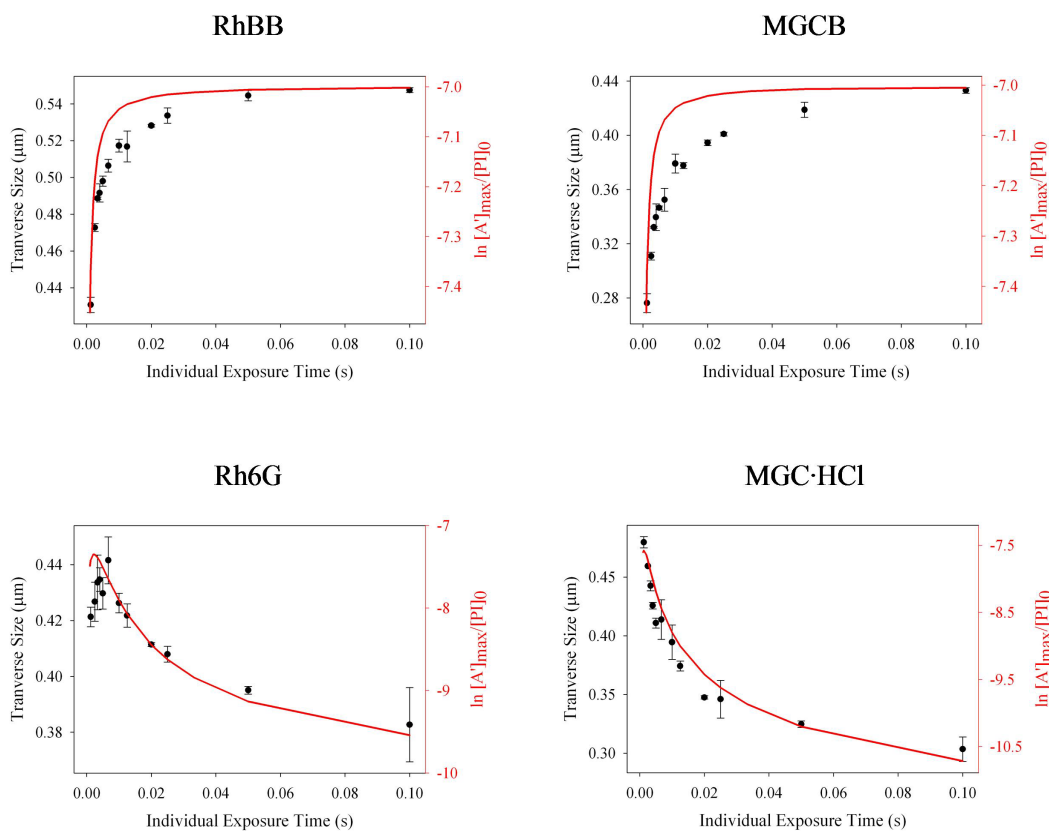 RhBB
MGCB
0.54
0.52
0.50
0.48
0.46
0.44
Tranverse Size (μm)
-7.0
-7.1
-7.2
-7.3
-7.4
ln [A']max/[PI]0
0.00 0.02 0.04 0.06 0.08 0.10
Individual Exposure Time (s)
0.44
0.40
0.36
0.32
0.28
Tranverse Size (μm)
-7.0
-7.1
-7.2
-7.3
-7.4
ln [A']max/[PI]0
0.00 0.02 0.04 0.06 0.08 0.10
Individual Exposure Time (s)
Rh6G
MGC·HCl
0.44
0.42
0.40
0.38
Tranverse Size (μm)
-7
-8
-9
-10
ln [A']max/[PI]0
0.00 0.02 0.04 0.06 0.08 0.10
Individual Exposure Time (s)
0.45
0.40
0.35
0.30
Tranverse Size (μm)
-7.5
-8.5
-9.5
-10.5
ln [A']max/[PI]0
0.00 0.02 0.04 0.06 0.08 0.10
Individual Exposure Time (s)